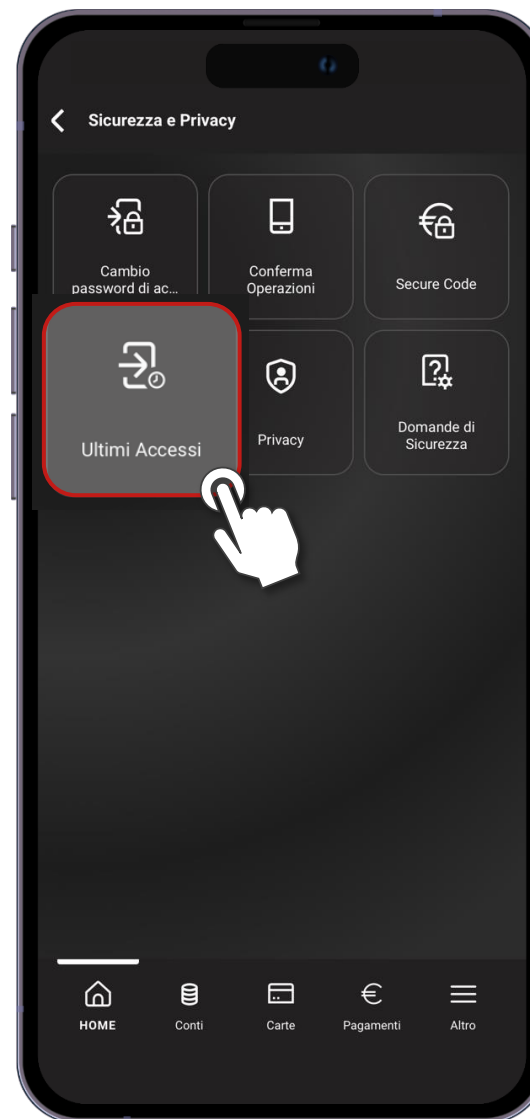 Sicurezza e Privacy
Cambio
password di ac...
Conferma
Operazioni
Secure Code
Ultimi Accessi
Privacy
Domande di
Sicurezza
HOME
Conti
Carte
Pagamenti
Altro